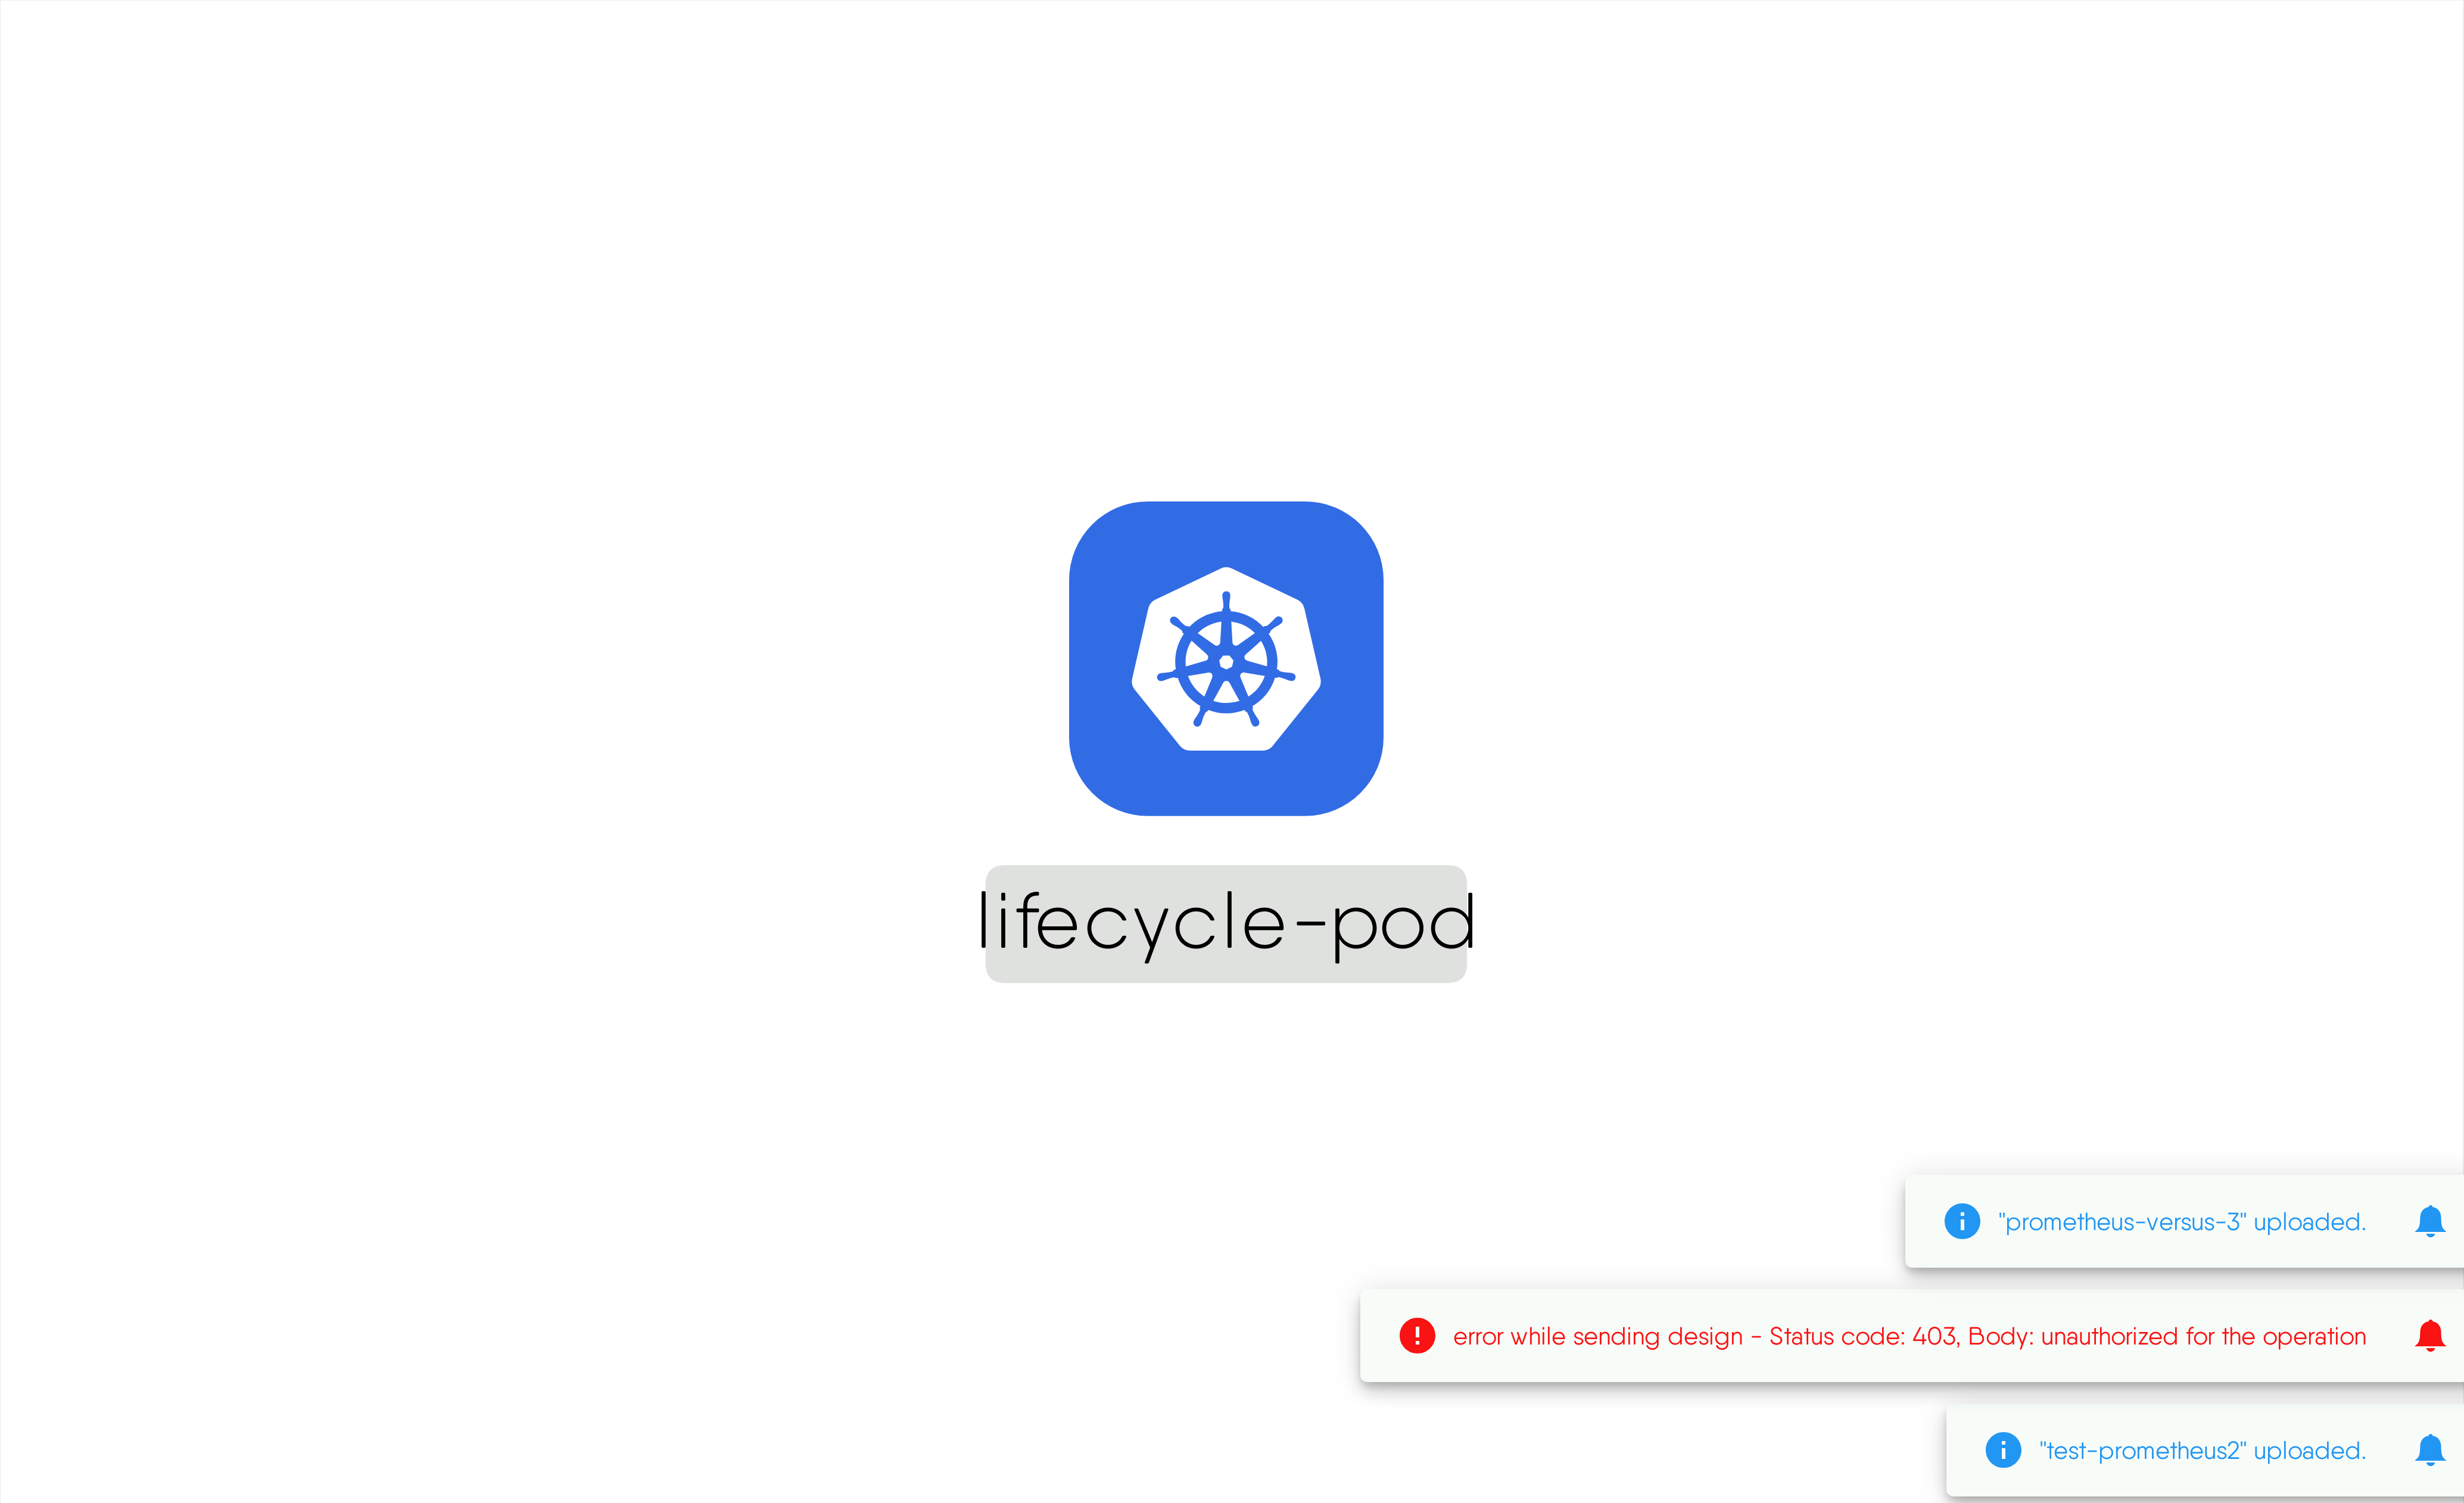 lifecycle-pod
"prometheus-versus-3" uploaded.
error while sending design - Status code: 403, Body: unauthorized for the operation
"test-prometheus2" uploaded.